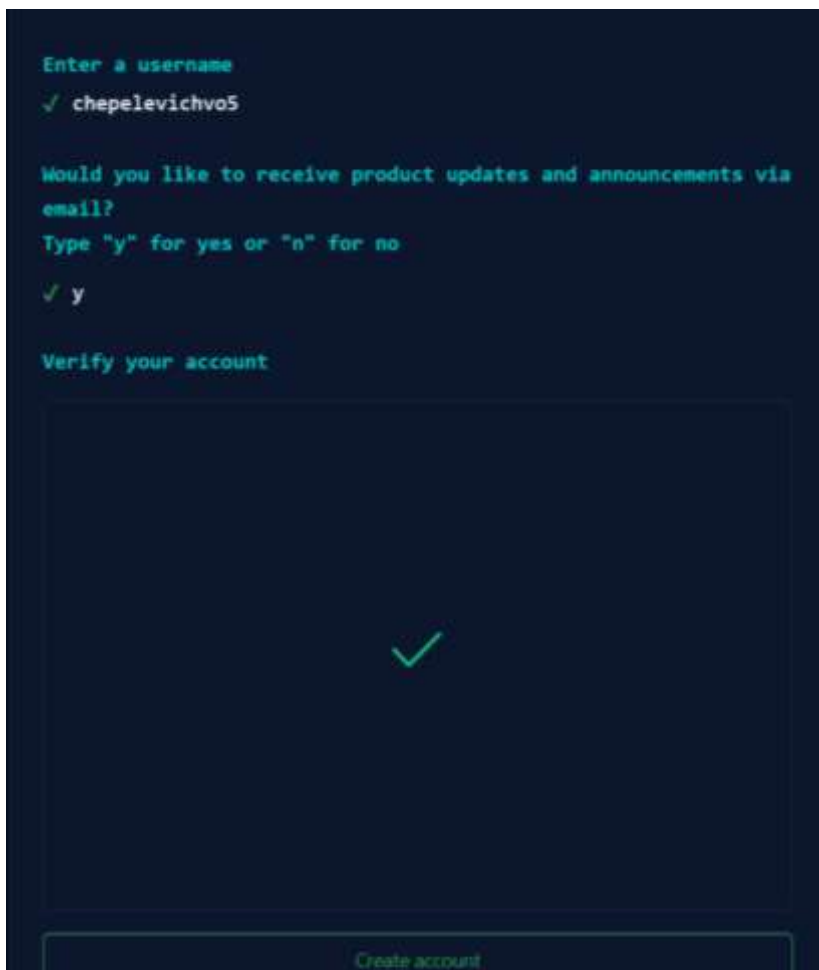 Enter a username
✓ chepelevichvo5
Would you like to receive product updates and announcements via
email?
Type "y" for yes or "n" for no
✓ y
Verify your account
Create account